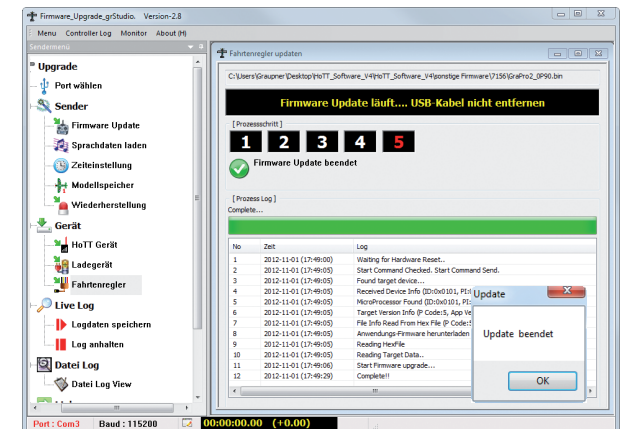 Firmware_Upgrade_grStudio. Version-2.8
Menu Controller Log Monitor About (H)
Sendermenü
Upgrade
Port wählen
Sender
Firmware Update
Sprachdaten laden
Zeiteinstellung
Modellspeicher
Wiederherstellung
Gerät
HoTT Gerät
Ladegerät
Fahrtenregler
Live Log
Logdaten speichern
Log anhalten
Datei Log
Datei Log View
Fahrtenregler updaten
C:\Users\Graupner\Desktop\HoTT_Software_V4\HoTT_Software_V4\sonstige Firmware\7156\GraPro2_0P90.bin
Firmware Update läuft.... USB-Kabel nicht entfernen
[ Prozessschritt ]
1 2 3 4 5
Firmware Update beendet
[ Prozess Log ]
Complete...
No Zeit Log
1 2012-11-01 (17:49:00) Waiting for Hardware Reset..
2 2012-11-01 (17:49:05) Start Command Checked. Start Command Send.
3 2012-11-01 (17:49:05) Found target device...
4 2012-11-01 (17:49:05) Received Device Info (ID:0x0101, PI:
5 2012-11-01 (17:49:05) MicroProcessor Found (ID:0x0101, PI:
6 2012-11-01 (17:49:05) Target Version Info (P Code:5, App Ve
7 2012-11-01 (17:49:05) File Info Read From Hex File (P Code:5
8 2012-11-01 (17:49:05) Anwendungs-Firmware herunterladen
9 2012-11-01 (17:49:05) Reading HexFile
10 2012-11-01 (17:49:05) Reading Target Data..
11 2012-11-01 (17:49:06) Start Firmware upgrade...
12 2012-11-01 (17:49:29) Complete!!
Update
Update beendet
OK
Port : Com3 Baud : 115200 00:00:00.00 (+0.00)